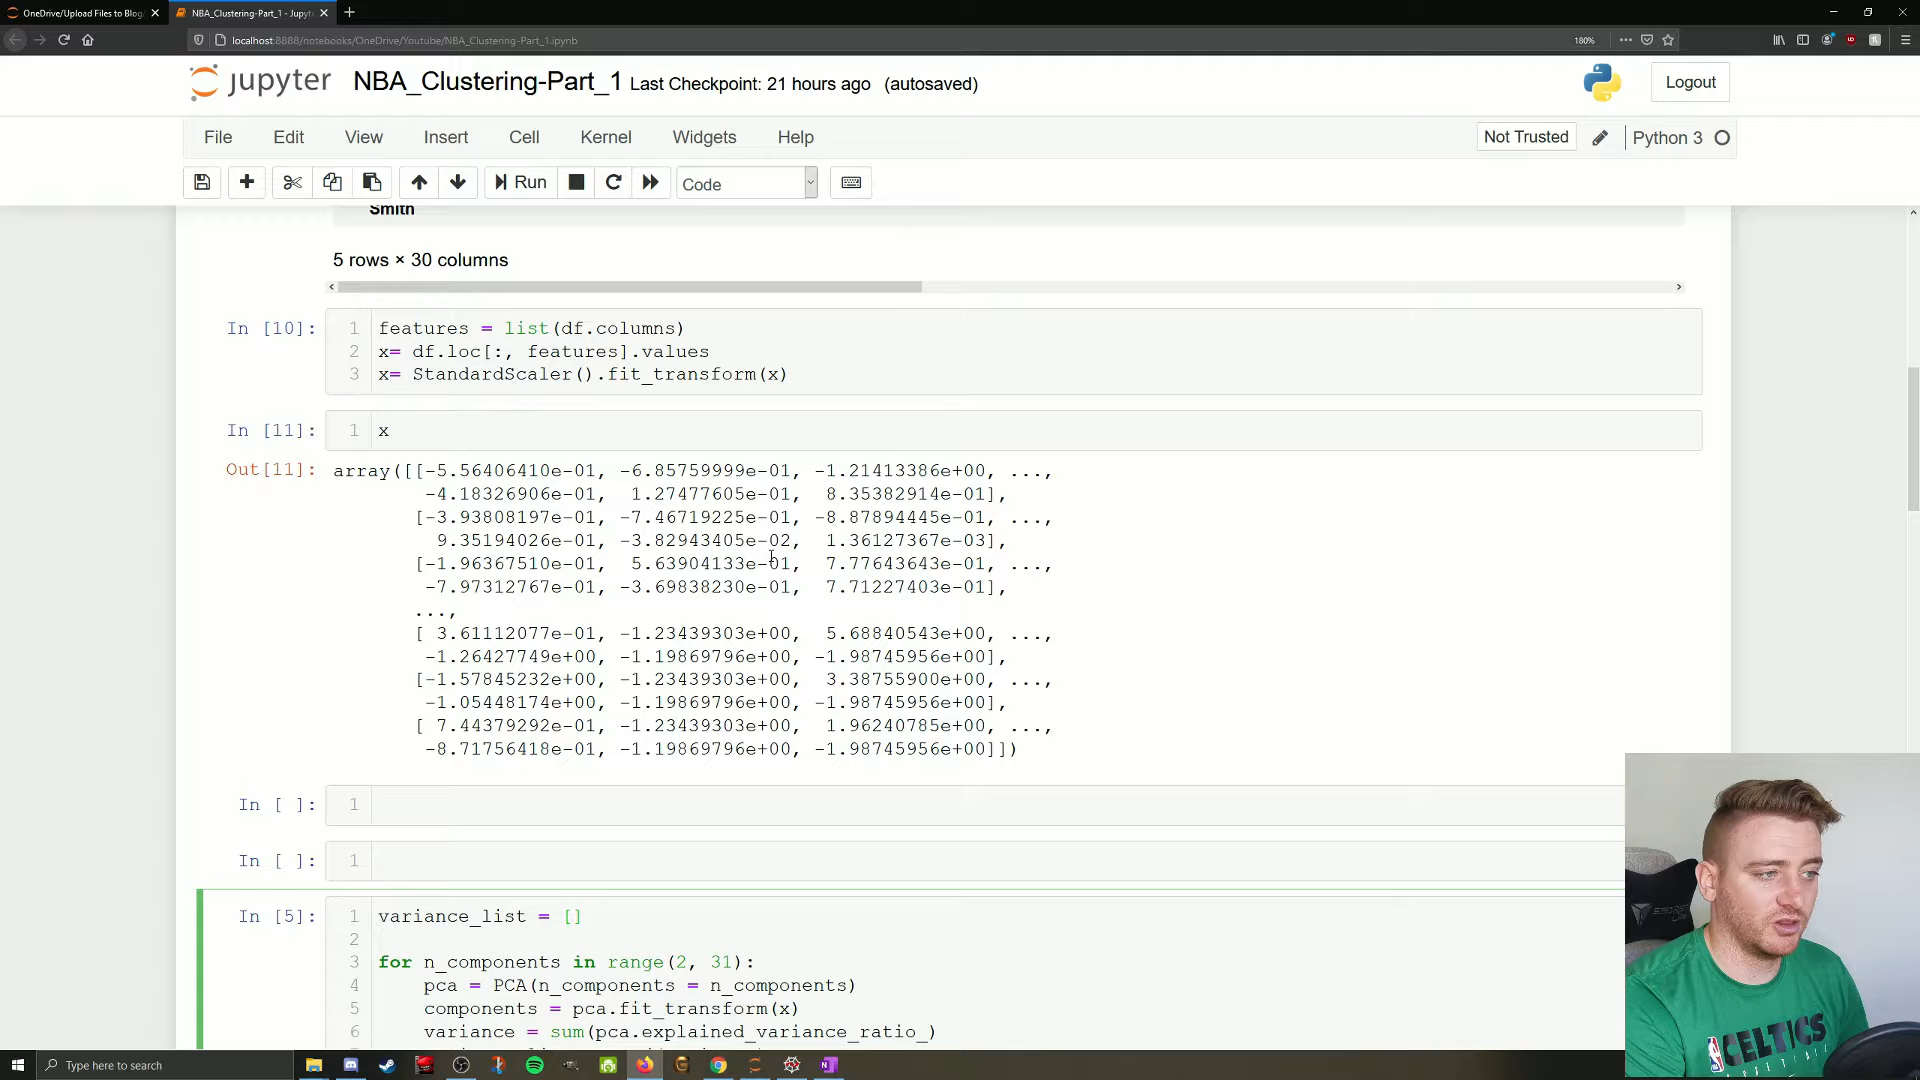 OneDrive/Upload Files to Blog
NBA_Clustering-Part_1 - Jupyter
localhost:8888/notebooks/OneDrive/Youtube/NBA_Clustering-Part_1.ipynb
180%
jupyter NBA_Clustering-Part_1 Last Checkpoint: 21 hours ago (autosaved)
Logout
File Edit View Insert Cell Kernel Widgets Help
Not Trusted
Python 3
Run
Code
Smith
5 rows × 30 columns
In [10]:
1 features = list(df.columns)
2 x= df.loc[:, features].values
3 x= StandardScaler().fit_transform(x)
In [11]:
1 x
Out[11]: array([[-5.56406410e-01, -6.85759999e-01, -1.21413386e+00, ...,
-4.18326906e-01, 1.27477605e-01, 8.35382914e-01],
[-3.93808197e-01, -7.46719225e-01, -8.87894445e-01, ...,
9.35194026e-01, -3.82943405e-02, 1.36127367e-03],
[-1.96367510e-01, 5.63904133e-01, 7.77643643e-01, ...,
-7.97312767e-01, -3.69838230e-01, 7.71227403e-01],
...,
[ 3.61112077e-01, -1.23439303e+00, 5.68840543e+00, ...,
-1.26427749e+00, -1.19869796e+00, -1.98745956e+00],
[-1.57845232e+00, -1.23439303e+00, 3.38755900e+00, ...,
-1.05448174e+00, -1.19869796e+00, -1.98745956e+00],
[ 7.44379292e-01, -1.23439303e+00, 1.96240785e+00, ...,
-8.71756418e-01, -1.19869796e+00, -1.98745956e+00]])
In [ ]:
1
In [ ]:
1
In [5]:
1 variance_list = []
2
3 for n_components in range(2, 31):
4 pca = PCA(n_components = n_components)
5 components = pca.fit_transform(x)
6 variance = sum(pca.explained_variance_ratio_)
CELTICS
Type here to search